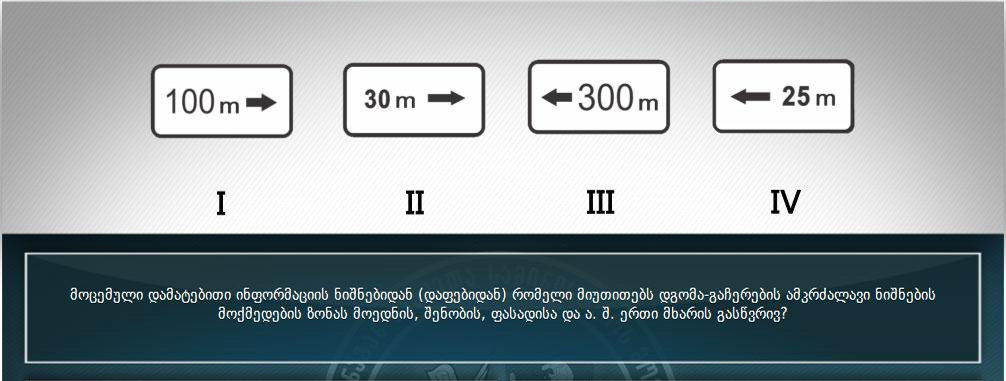 100 m
30 m
300 m
25 m
I
II
III
IV
მოცემული დამატებითი ინფორმაციის ნიშნებიდან (დაფებიდან) რომელი მიუთითებს დგომა-გაჩერების ამკრძალავი ნიშნების
მოქმედების ზონას მოედნის, შენობის, ფასადისა და ა. შ. ერთი მხარის გასწვრივ?